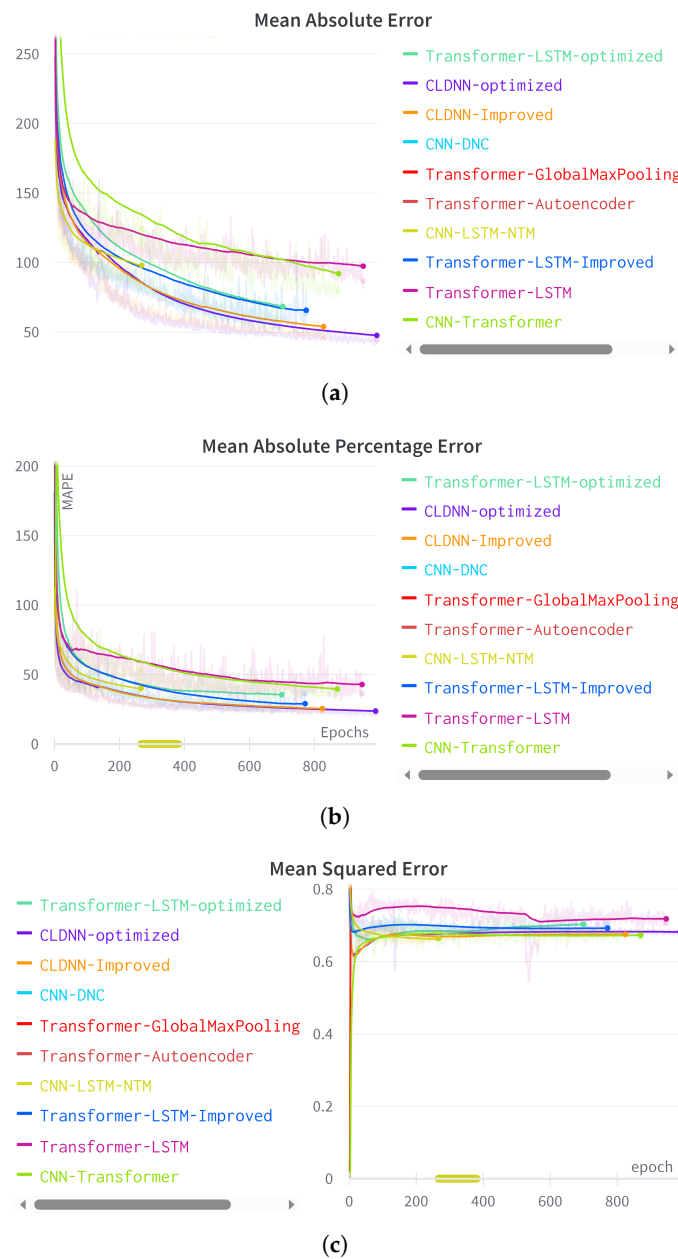 Mean Absolute Error
250
200
150
100
50
Transformer-LSTM-optimized
CLDNN-optimized
CLDNN-Improved
CNN-DNC
Transformer-GlobalMaxPooling
Transformer-Autoencoder
CNN-LSTM-NTM
Transformer-LSTM-Improved
Transformer-LSTM
CNN-Transformer
(a)
Mean Absolute Percentage Error
MAPE
200
150
100
50
0
Epochs
0 200 400 600 800
Transformer-LSTM-optimized
CLDNN-optimized
CLDNN-Improved
CNN-DNC
Transformer-GlobalMaxPooling
Transformer-Autoencoder
CNN-LSTM-NTM
Transformer-LSTM-Improved
Transformer-LSTM
CNN-Transformer
(b)
Mean Squared Error
Transformer-LSTM-optimized
CLDNN-optimized
CLDNN-Improved
CNN-DNC
Transformer-GlobalMaxPooling
Transformer-Autoencoder
CNN-LSTM-NTM
Transformer-LSTM-Improved
Transformer-LSTM
CNN-Transformer
0.8
0.6
0.4
0.2
0
epoch
0 200 400 600 800
(c)